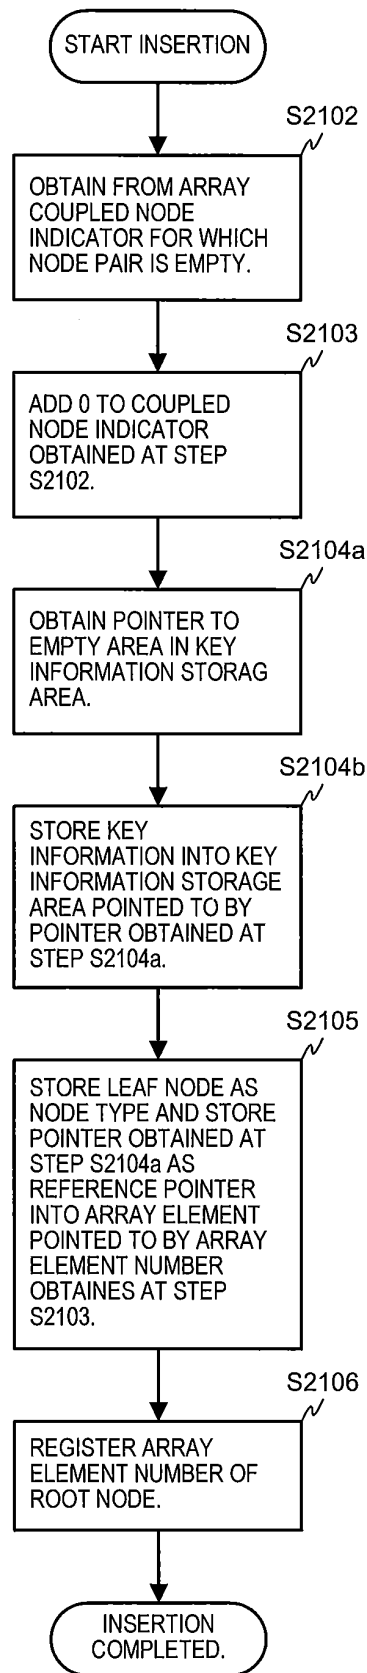 START INSERTION
S2102
OBTAIN FROM ARRAY
COUPLED NODE
INDICATOR FOR WHICH
NODE PAIR IS EMPTY.
S2103
ADD 0 TO COUPLED
NODE INDICATOR
OBTAINED AT STEP
S2102.
S2104a
OBTAIN POINTER TO
EMPTY AREA IN KEY
INFORMATION STORAG
AREA.
S2104b
STORE KEY
INFORMATION INTO KEY
INFORMATION STORAGE
AREA POINTED TO BY
POINTER OBTAINED AT
STEP S2104a.
S2105
STORE LEAF NODE AS
NODE TYPE AND STORE
POINTER OBTAINED AT
STEP S2104a AS
REFERENCE POINTER
INTO ARRAY ELEMENT
POINTED TO BY ARRAY
ELEMENT NUMBER
OBTAINES AT STEP
S2103.
S2106
REGISTER ARRAY
ELEMENT NUMBER OF
ROOT NODE.
INSERTION
COMPLETED.